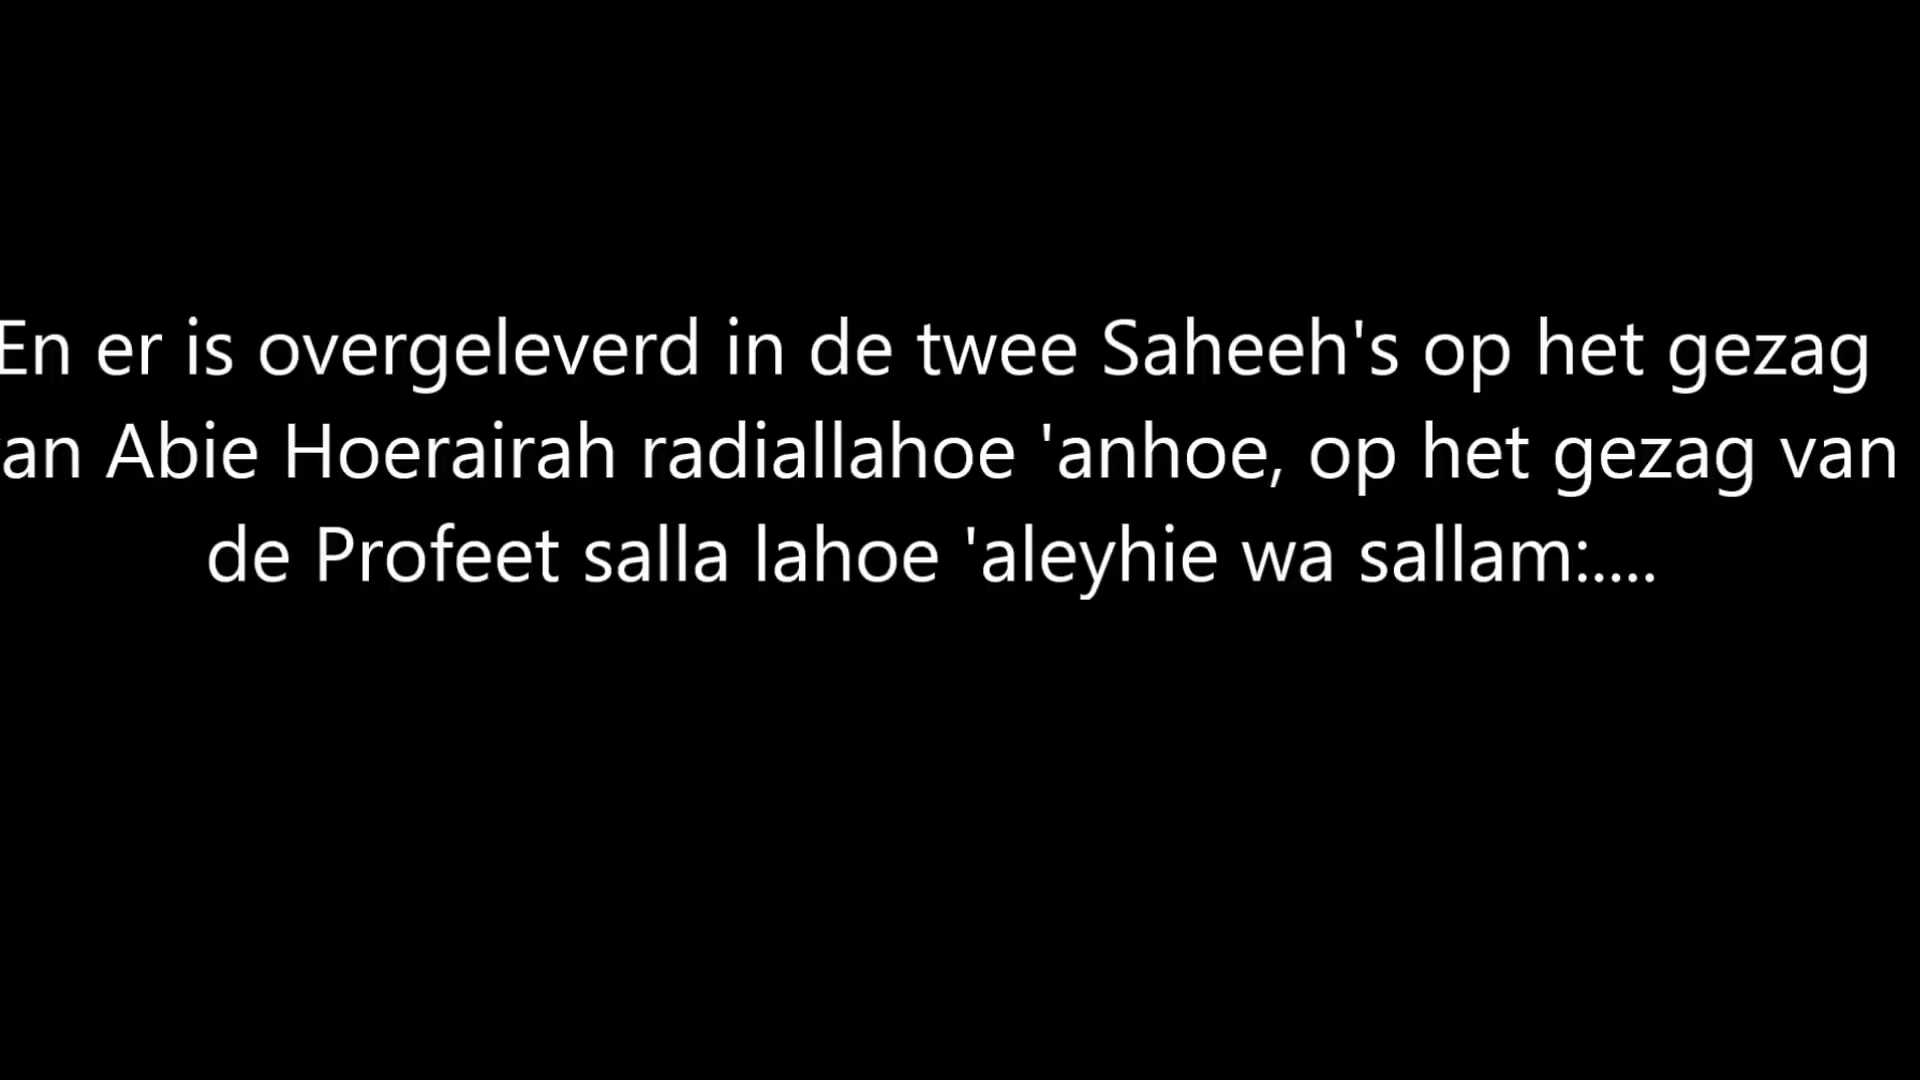 En er is overgeleverd in de twee Saheeh's op het gezag
van Abie Hoerairah radiallahoe 'anhoe, op het gezag van
de Profeet salla lahoe 'aleyhie wa sallam:....